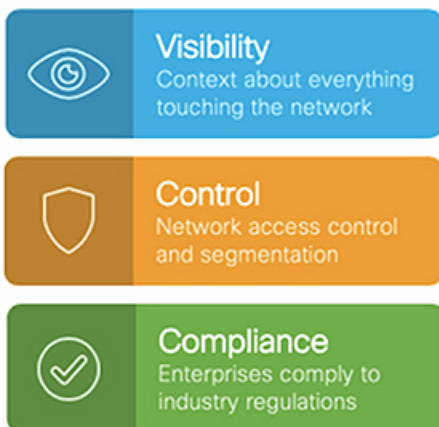 Visibility
Context about everything
touching the network
Control
Network access control
and segmentation
Compliance
Enterprises comply to
industry regulations